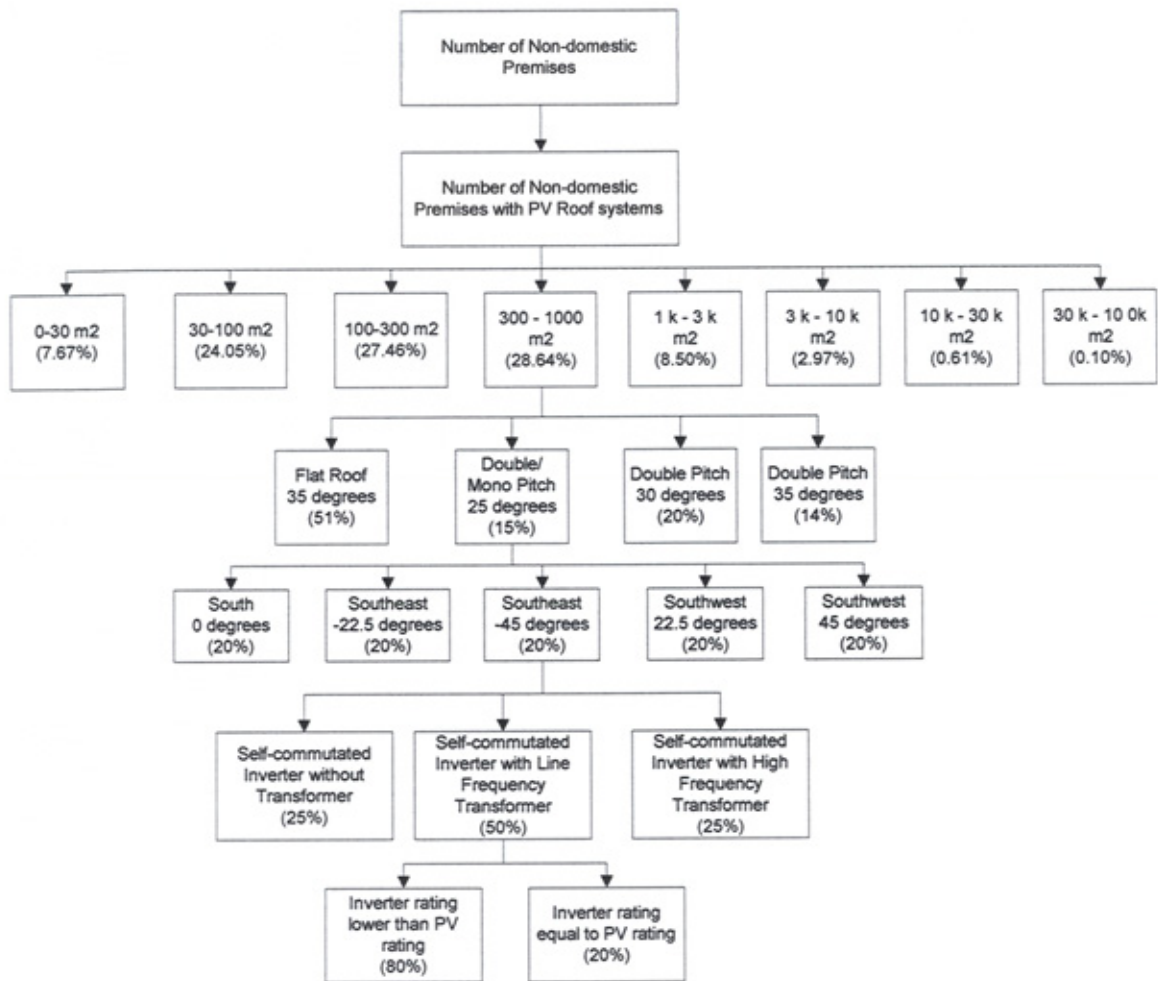 Number of Non-domestic
Premises
Number of Non-domestic
Premises with PV Roof systems
0-30 m2
(7.67%)
30-100 m2
(24.05%)
100-300 m2
(27.46%)
300 - 1000
m2
(28.64%)
1 k - 3 k
m2
(8.50%)
3 k - 10 k
m2
(2.97%)
10 k - 30 k
m2
(0.61%)
30 k - 10 0k
m2
(0.10%)
Flat Roof
35 degrees
(51%)
Double/
Mono Pitch
25 degrees
(15%)
Double Pitch
30 degrees
(20%)
Double Pitch
35 degrees
(14%)
South
0 degrees
(20%)
Southeast
-22.5 degrees
(20%)
Southeast
-45 degrees
(20%)
Southwest
22.5 degrees
(20%)
Southwest
45 degrees
(20%)
Self-commutated
Inverter without
Transformer
(25%)
Self-commutated
Inverter with Line
Frequency
Transformer
(50%)
Self-commutated
Inverter with High
Frequency
Transformer
(25%)
Inverter rating
lower than PV
rating
(80%)
Inverter rating
equal to PV rating
(20%)